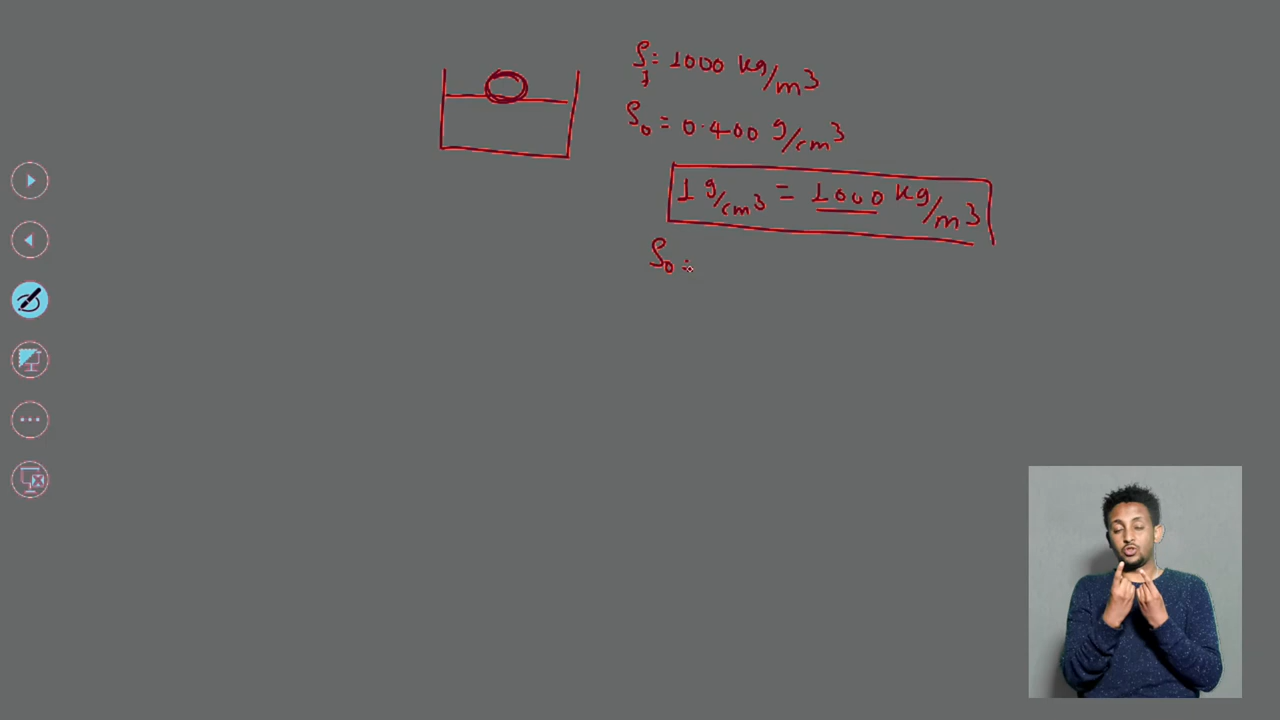 ρf = 1000 kg/m3
ρo = 0.400 g/cm3
1 g/cm3 = 1000 kg/m3
ρo =